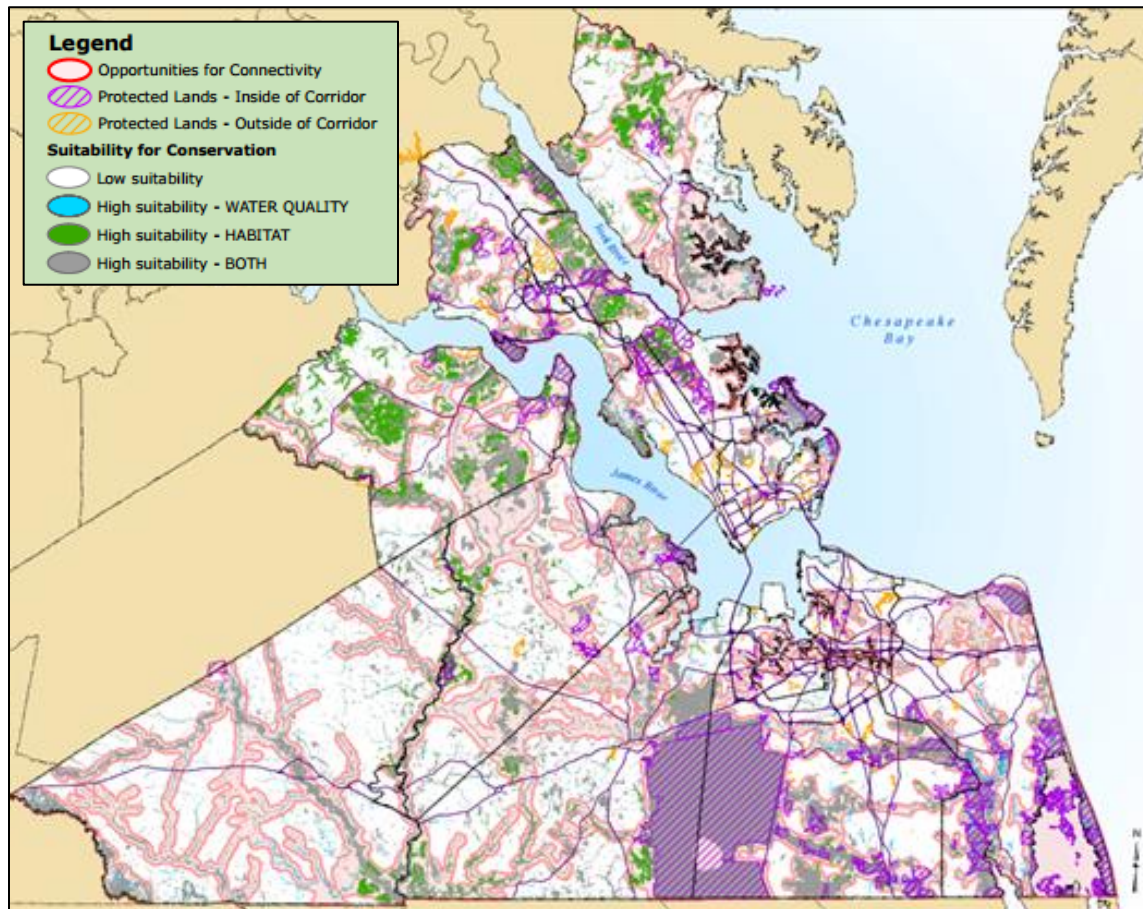 Legend
Opportunities for Connectivity
Protected Lands - Inside of Corridor
Protected Lands - Outside of Corridor
Suitability for Conservation
Low suitability
High suitability - WATER QUALITY
High suitability - HABITAT
High suitability - BOTH
York River
Chesapeake
Bay
James River
N